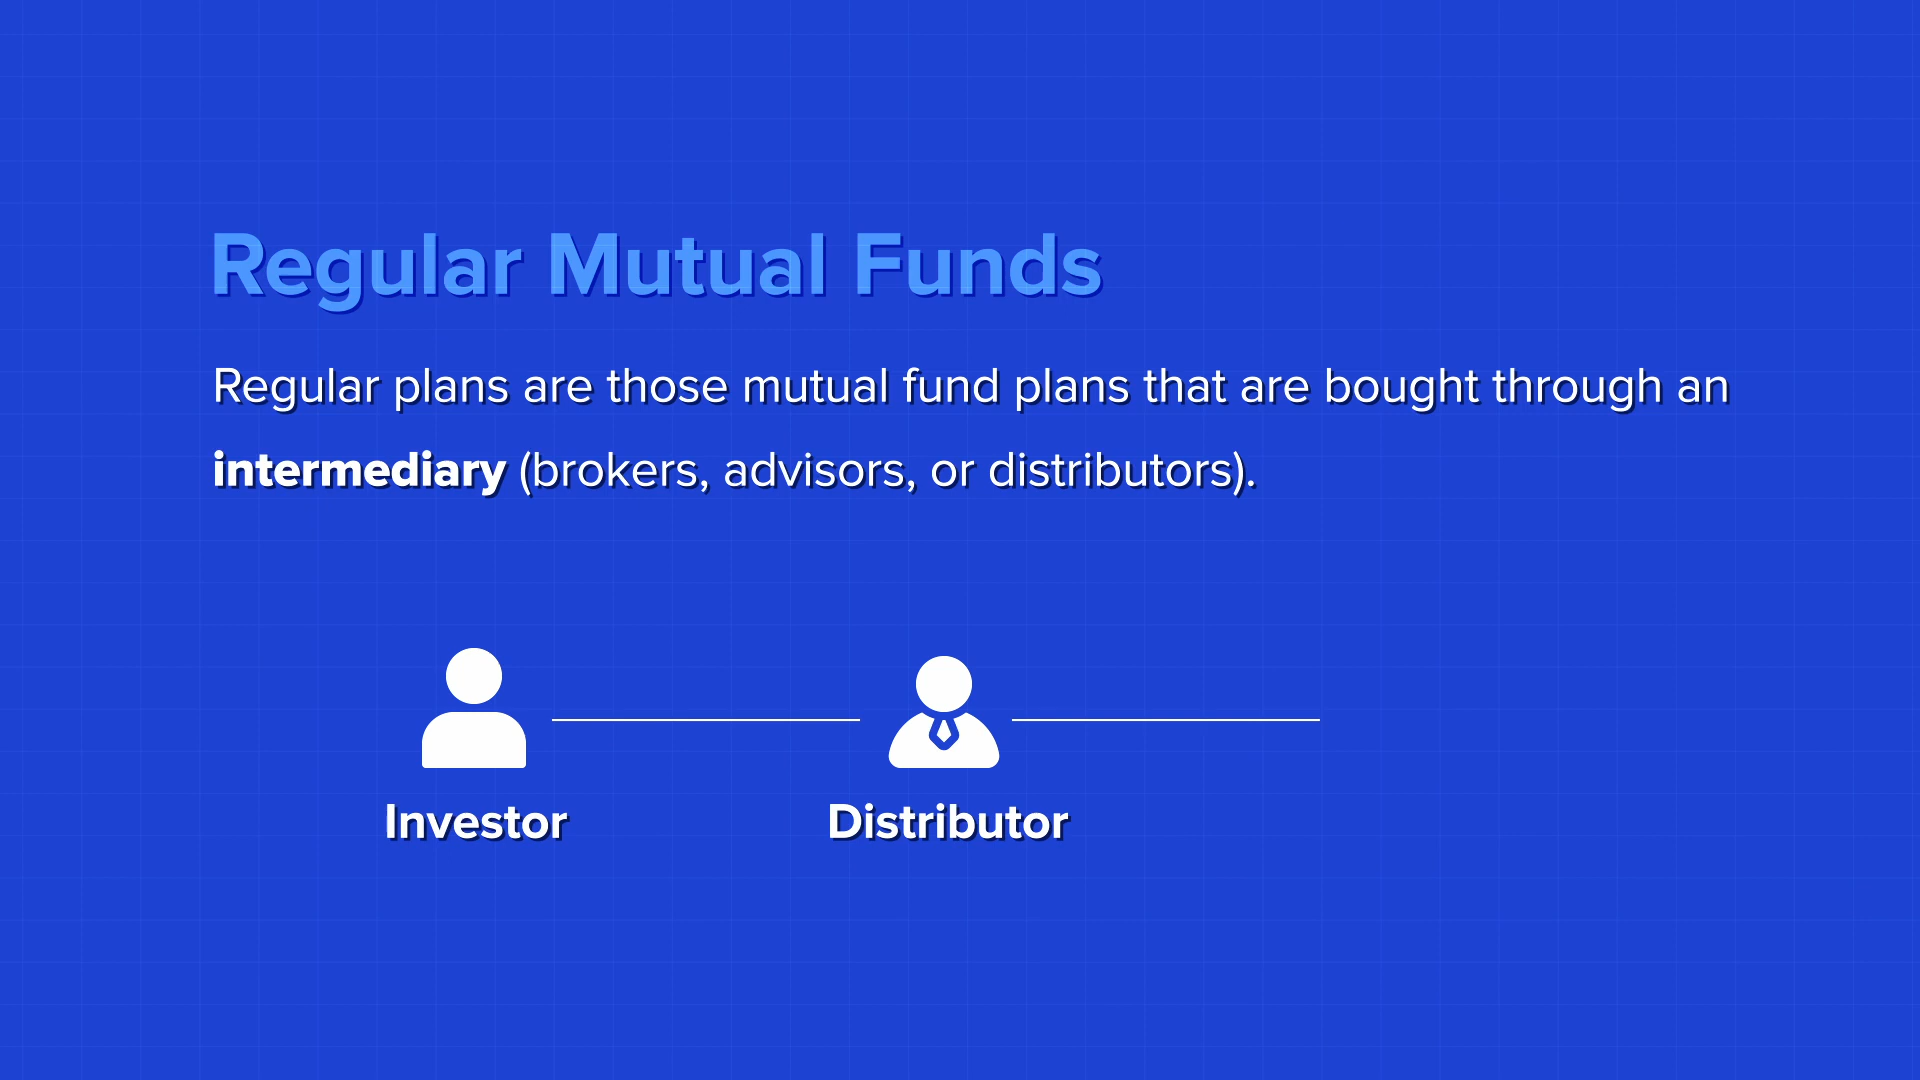 Regular Mutual Funds
Regular plans are those mutual fund plans that are bought through an
intermediary (brokers, advisors, or distributors).
Investor
Distributor